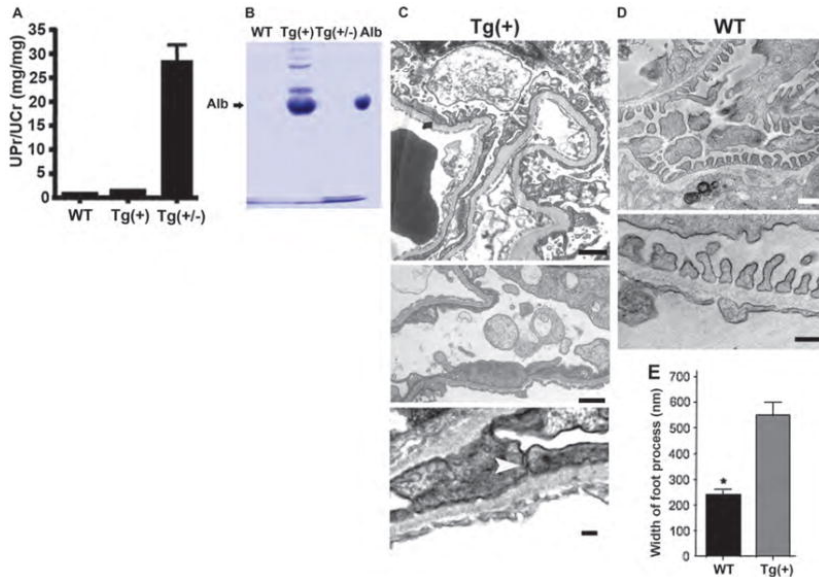 A
UPr/UCr (mg/mg)
35
30
25
20
15
10
5
0
WT Tg(+) Tg(+/-)
B
WT Tg(+) Tg(+/-) Alb
Alb
C
Tg(+)
D
WT
E
Width of foot process (nm)
700
600
500
400
300
200
100
0
*
WT Tg(+)